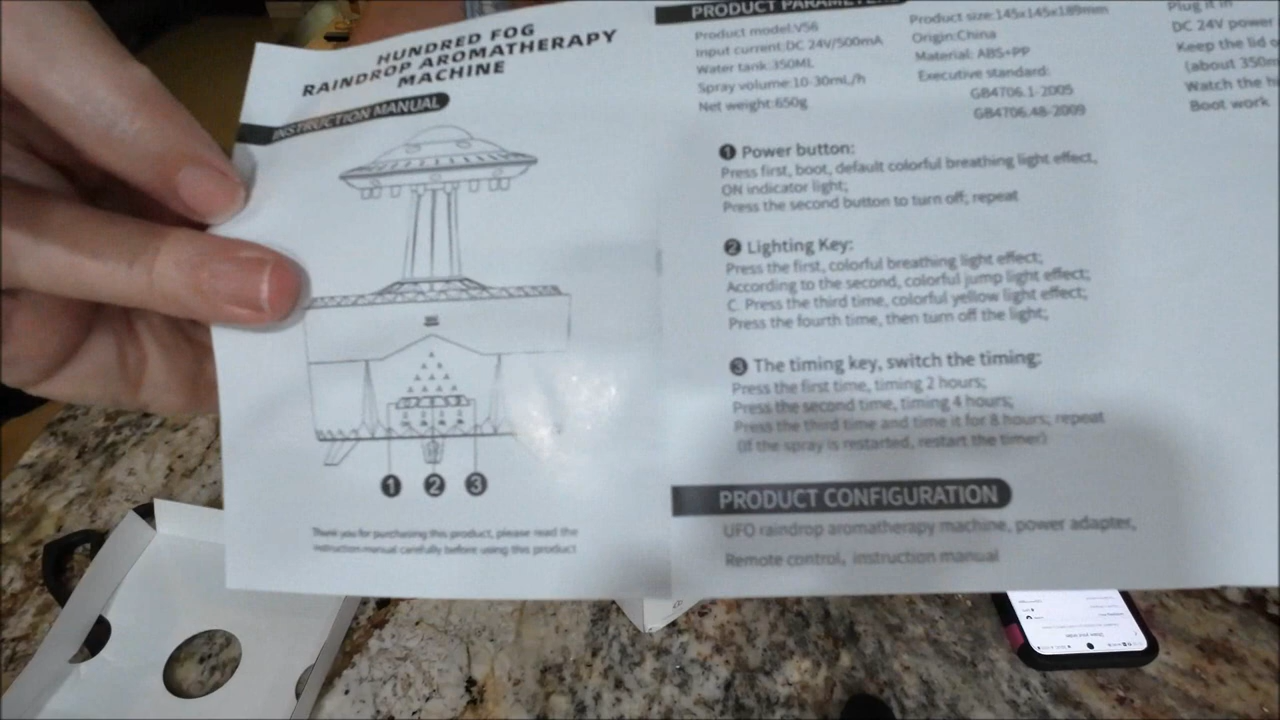 HUNDRED FOG
RAINDROP AROMATHERAPY
MACHINE
INSTRUCTION MANUAL
1 2 3
Thank you for purchasing this product, please read the
instruction manual carefully before using this product
PRODUCT PARAMETERS
Product model:V56
Input current:DC 24V/500mA
Water tank:350ML
Spray volume:10-30mL/h
Net weight:650g
Product size:145x145x189mm
Origin:China
Material: ABS+PP
Executive standard:
GB4706.1-2005
GB4706.48-2009
1 Power button:
Press first, boot, default colorful breathing light effect,
ON indicator light;
Press the second button to turn off; repeat
2 Lighting Key:
Press the first, colorful breathing light effect;
According to the second, colorful jump light effect;
C. Press the third time, colorful yellow light effect;
Press the fourth time, then turn off the light;
3 The timing key, switch the timing:
Press the first time, timing 2 hours;
Press the second time, timing 4 hours;
Press the third time and time it for 8 hours; repeat
(If the spray is restarted, restart the timer)
PRODUCT CONFIGURATION
UFO raindrop aromatherapy machine, power adapter,
Remote control, instruction manual
Plug it in
DC 24V power
Keep the lid
(about 350m
Watch the
Boot work